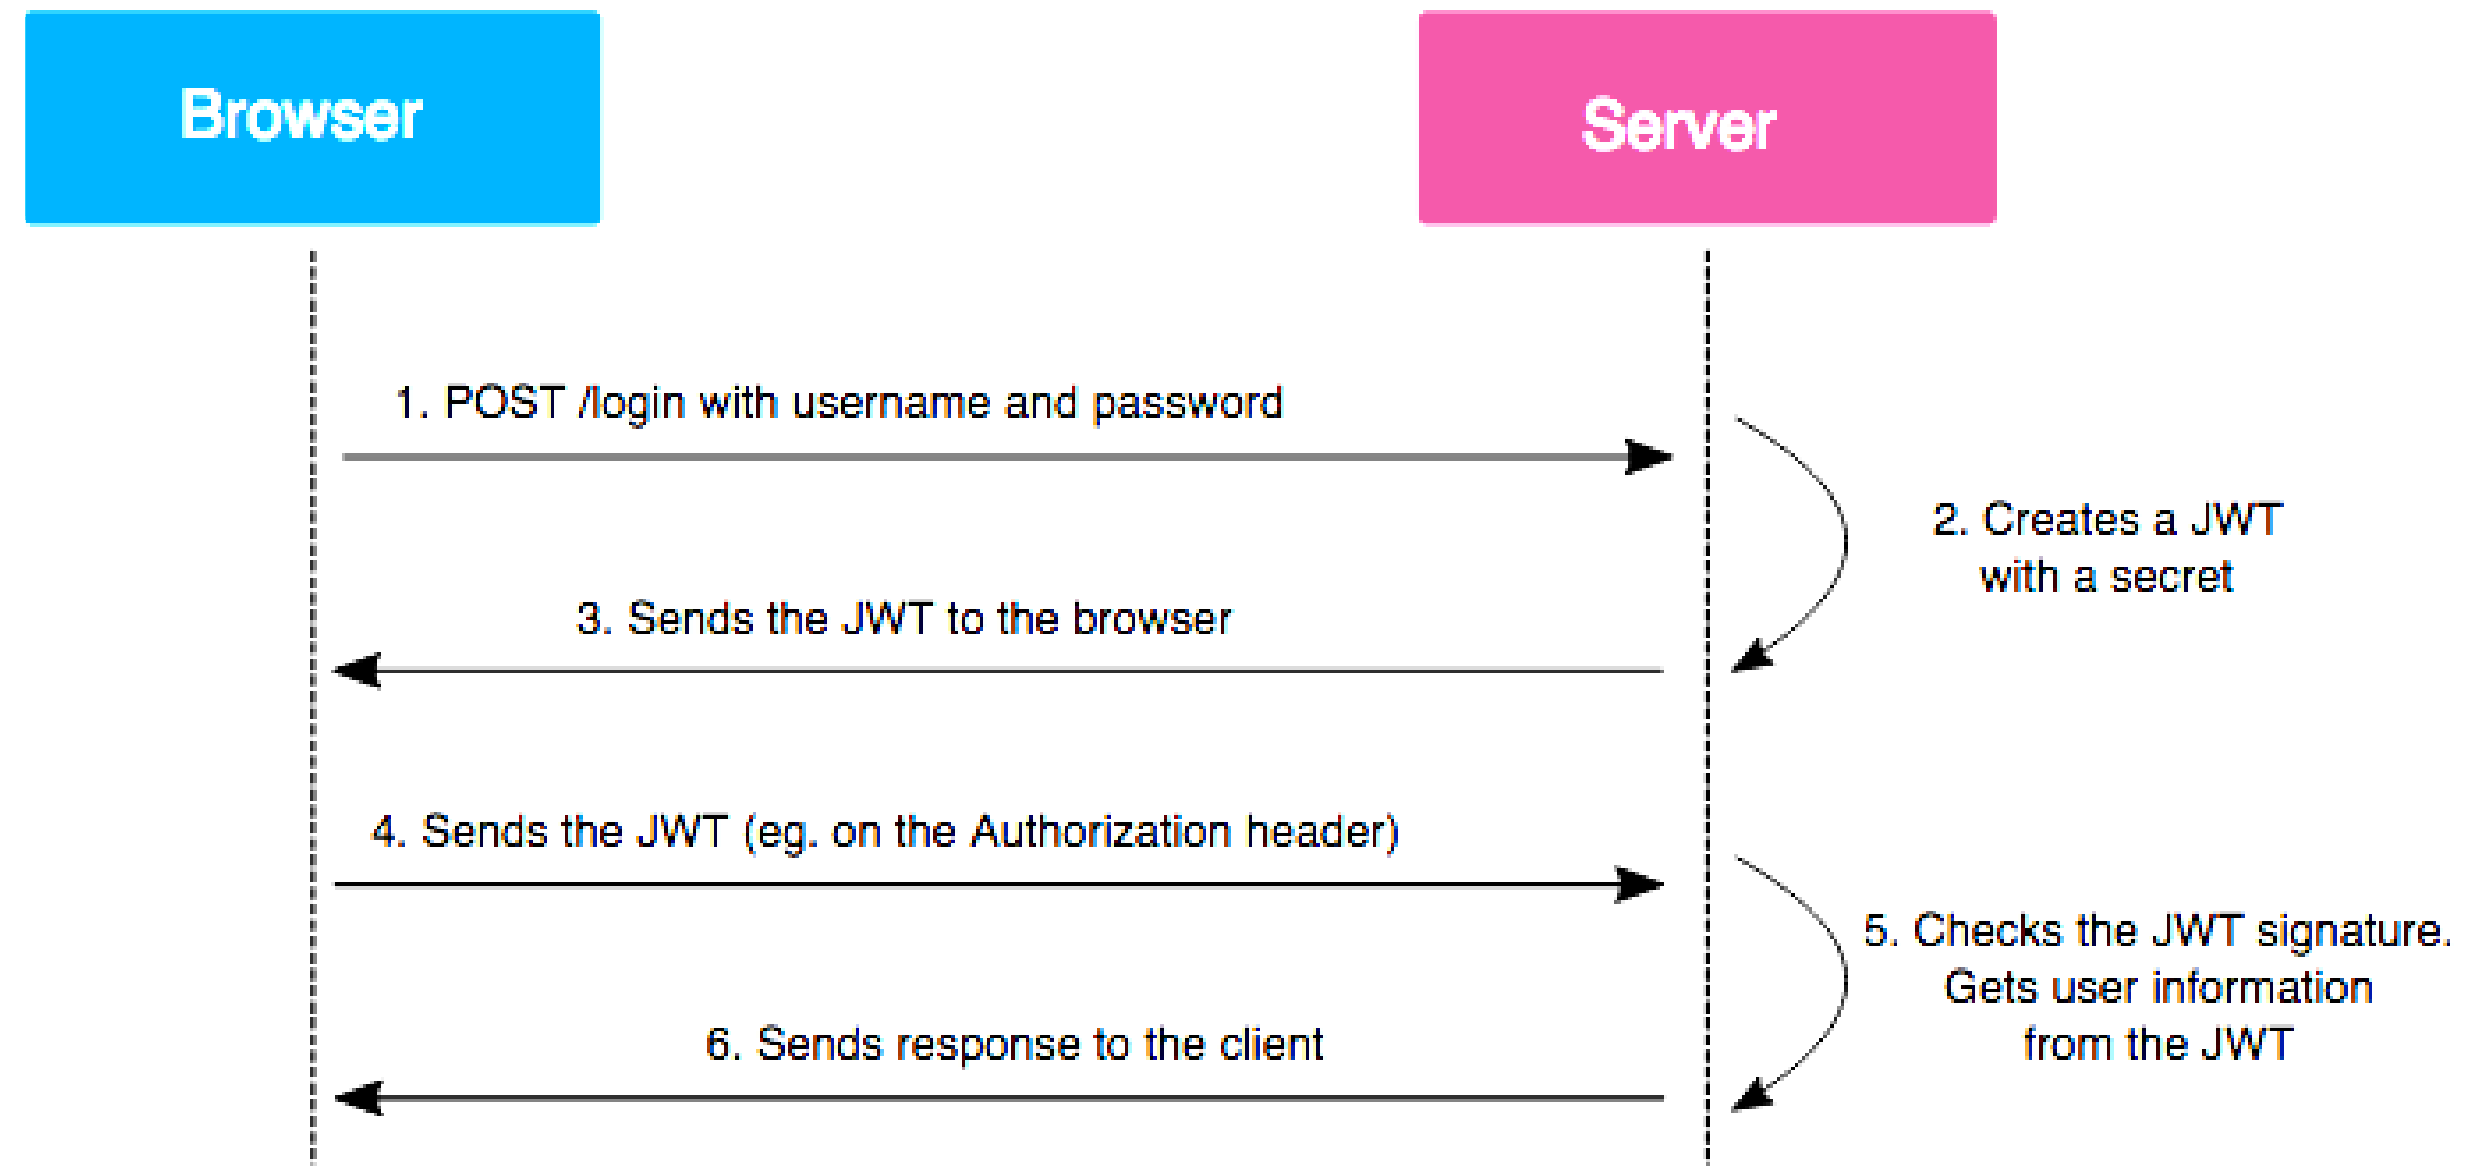 Browser
Server
1. POST /login with username and password
2. Creates a JWT
with a secret
3. Sends the JWT to the browser
4. Sends the JWT (eg. on the Authorization header)
5. Checks the JWT signature.
Gets user information
from the JWT
6. Sends response to the client